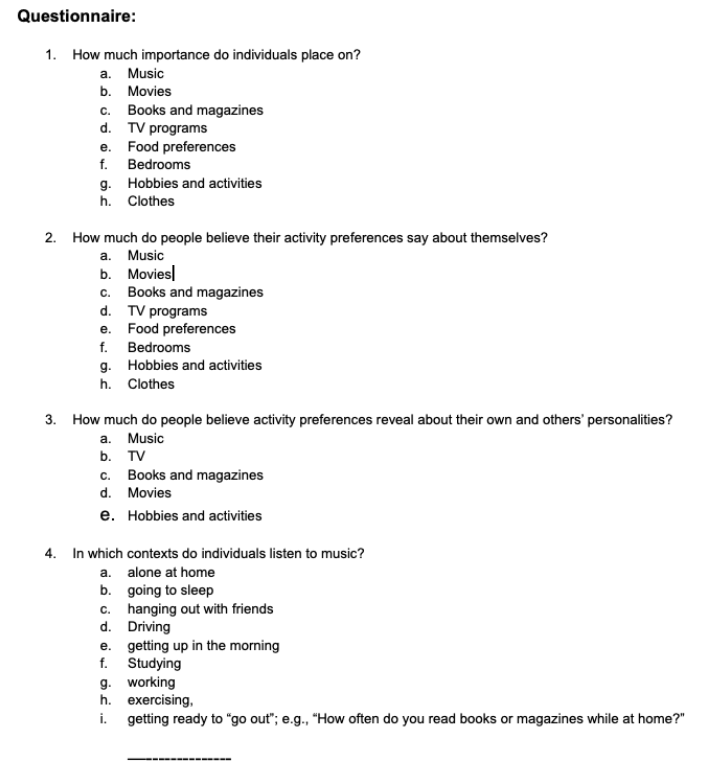 Questionnaire:
1. How much importance do individuals place on?
a. Music
b. Movies
c. Books and magazines
d. TV programs
e. Food preferences
f. Bedrooms
g. Hobbies and activities
h. Clothes
2. How much do people believe their activity preferences say about themselves?
a. Music
b. Movies
c. Books and magazines
d. TV programs
e. Food preferences
f. Bedrooms
g. Hobbies and activities
h. Clothes
3. How much do people believe activity preferences reveal about their own and others' personalities?
a. Music
b. TV
c. Books and magazines
d. Movies
e. Hobbies and activities
4. In which contexts do individuals listen to music?
a. alone at home
b. going to sleep
c. hanging out with friends
d. Driving
e. getting up in the morning
f. Studying
g. working
h. exercising,
i. getting ready to “go out”; e.g., “How often do you read books or magazines while at home?”